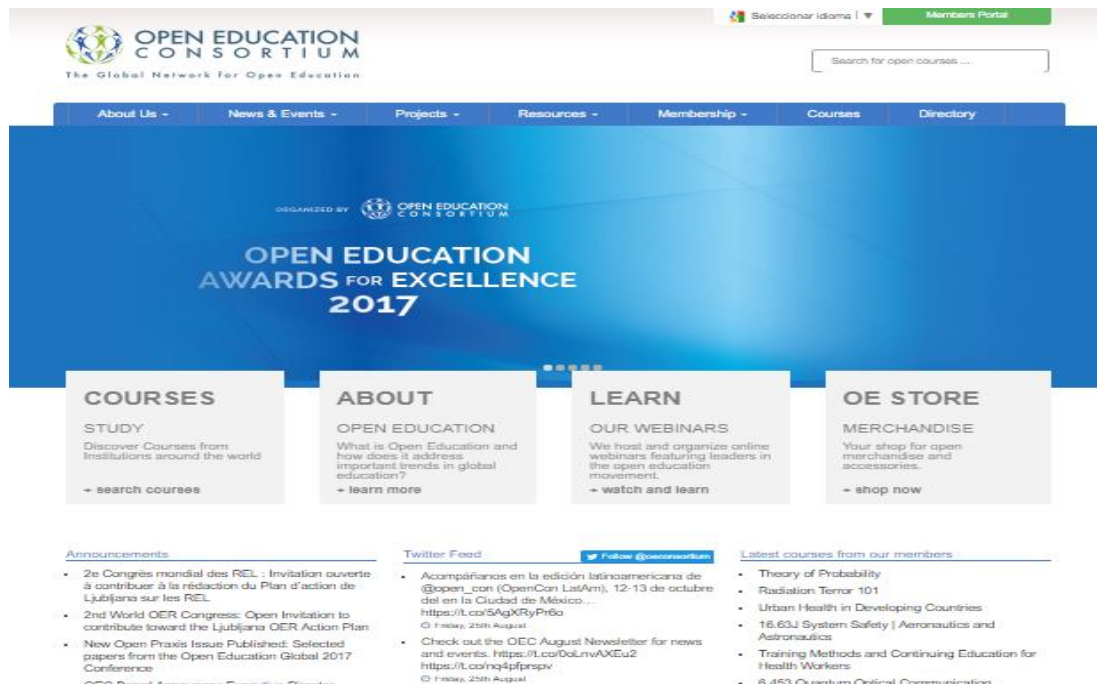 Seleccionar idioma | ▼
Members Portal
OPEN EDUCATION
CONSORTIUM
The Global Network for Open Education
Search for open courses ...
About Us
News & Events
Projects
Resources
Membership
Courses
Directory
ORGANIZED BY OPEN EDUCATION
CONSORTIUM
OPEN EDUCATION
AWARDS FOR EXCELLENCE
2017
COURSES
STUDY
Discover Courses from
Institutions around the world
+ search courses
ABOUT
OPEN EDUCATION
What is Open Education and
how does it address
important trends in global
education?
+ learn more
LEARN
OUR WEBINARS
We host and organize online
webinars featuring leaders in
the open education
movement.
+ watch and learn
OE STORE
MERCHANDISE
Your shop for open
merchandise and
accessories.
+ shop now
Announcements
• 2e Congrès mondial des REL : Invitation ouverte
à contribuer à la rédaction du Plan d'action de
Ljubljana sur les REL
• 2nd World OER Congress: Open Invitation to
contribute toward the Ljubljana OER Action Plan
• New Open Praxis Issue Published: Selected
papers from the Open Education Global 2017
Conference
Twitter Feed
Follow @oeconsortium
• Acompáñanos en la edición latinoamericana de
@open_con (OpenCon LatAm), 12-13 de octubre
del en la Ciudad de México....
https://t.co/5AgXRyPr6o
Friday, 25th August
• Check out the OEC August Newsletter for news
and events. https://t.co/0oLnvAXEu2
https://t.co/nq4pfprspv
Friday, 25th August
Latest courses from our members
• Theory of Probability
• Radiation Terror 101
• Urban Health in Developing Countries
• 16.63J System Safety | Aeronautics and
Astronautics
• Training Methods and Continuing Education for
Health Workers
• 6.453 Quantum Optical Communication